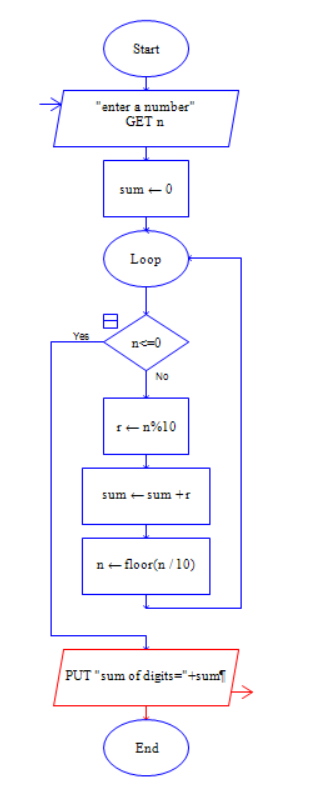 Start
"enter a number"
GET n
sum ← 0
Loop
Yes
n<=0
No
r ← n%10
sum ← sum +r
n ← floor(n / 10)
PUT "sum of digits="+sum¶
End